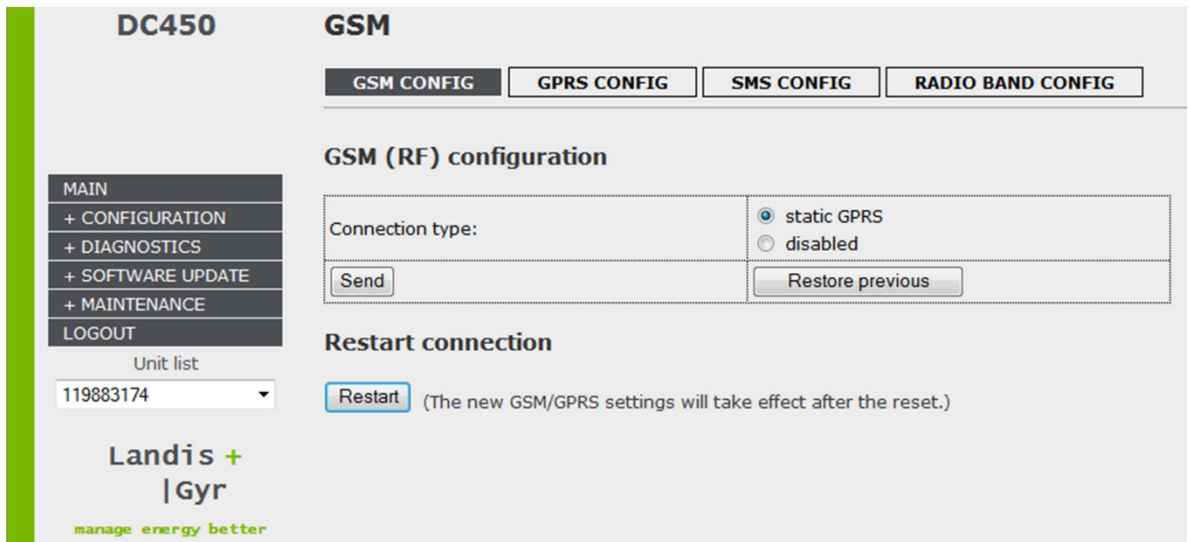 DC450
GSM
GSM CONFIG GPRS CONFIG SMS CONFIG RADIO BAND CONFIG
GSM (RF) configuration
MAIN
+ CONFIGURATION
+ DIAGNOSTICS
+ SOFTWARE UPDATE
+ MAINTENANCE
LOGOUT
Unit list
119883174
Landis +
|Gyr
manage energy better
Connection type:
static GPRS
disabled
Send Restore previous
Restart connection
Restart (The new GSM/GPRS settings will take effect after the reset.)